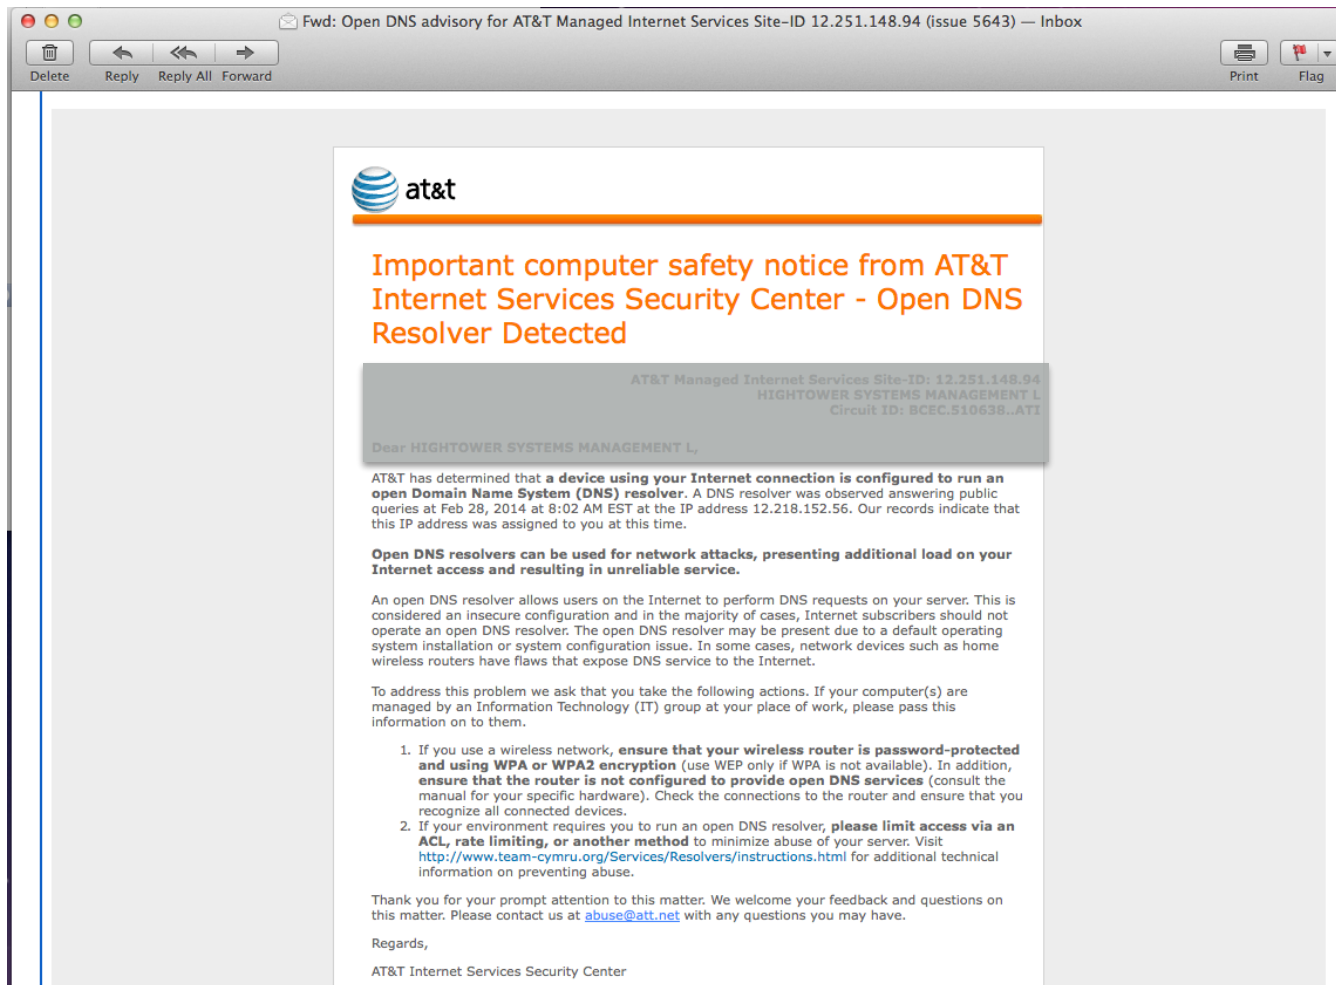 Fwd: Open DNS advisory for AT&T Managed Internet Services Site-ID 12.251.148.94 (issue 5643) — Inbox
Delete Reply Reply All Forward Print Flag
at&t
Important computer safety notice from AT&T
Internet Services Security Center - Open DNS
Resolver Detected
AT&T Managed Internet Services Site-ID: 12.251.148.94
HIGHTOWER SYSTEMS MANAGEMENT L
Circuit ID: BCEC.510638..ATI
Dear HIGHTOWER SYSTEMS MANAGEMENT L,
AT&T has determined that a device using your Internet connection is configured to run an
open Domain Name System (DNS) resolver. A DNS resolver was observed answering public
queries at Feb 28, 2014 at 8:02 AM EST at the IP address 12.218.152.56. Our records indicate that
this IP address was assigned to you at this time.
Open DNS resolvers can be used for network attacks, presenting additional load on your
Internet access and resulting in unreliable service.
An open DNS resolver allows users on the Internet to perform DNS requests on your server. This is
considered an insecure configuration and in the majority of cases, Internet subscribers should not
operate an open DNS resolver. The open DNS resolver may be present due to a default operating
system installation or system configuration issue. In some cases, network devices such as home
wireless routers have flaws that expose DNS service to the Internet.
To address this problem we ask that you take the following actions. If your computer(s) are
managed by an Information Technology (IT) group at your place of work, please pass this
information on to them.
1. If you use a wireless network, ensure that your wireless router is password-protected
and using WPA or WPA2 encryption (use WEP only if WPA is not available). In addition,
ensure that the router is not configured to provide open DNS services (consult the
manual for your specific hardware). Check the connections to the router and ensure that you
recognize all connected devices.
2. If your environment requires you to run an open DNS resolver, please limit access via an
ACL, rate limiting, or another method to minimize abuse of your server. Visit
http://www.team-cymru.org/Services/Resolvers/instructions.html for additional technical
information on preventing abuse.
Thank you for your prompt attention to this matter. We welcome your feedback and questions on
this matter. Please contact us at abuse@att.net with any questions you may have.
Regards,
AT&T Internet Services Security Center